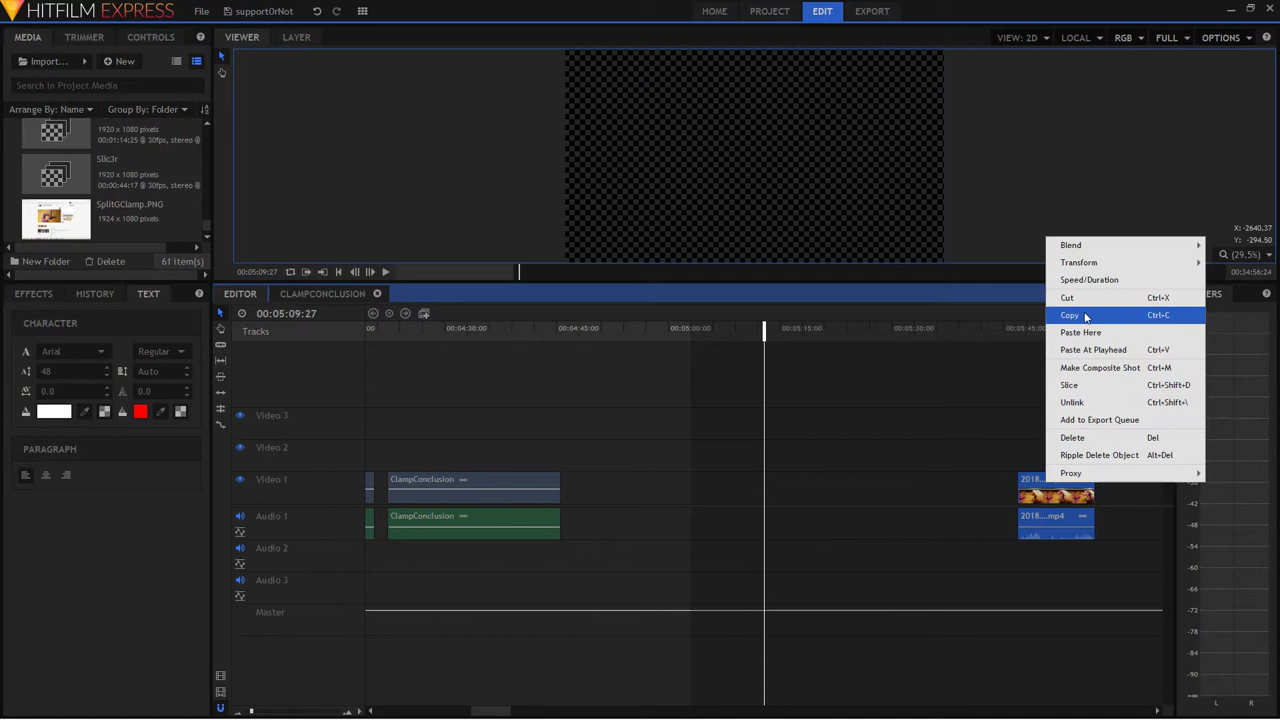 HITFILM EXPRESS
File
supportOrNot
HOME
PROJECT
EDIT
EXPORT
MEDIA
TRIMMER
CONTROLS
VIEWER
LAYER
VIEW: 2D
LOCAL
RGB
FULL
OPTIONS
Import...
New
Search in Project Media
Arrange By: Name
Group By: Folder
1920 x 1080 pixels
00:01:14:25 @ 30fps, stereo
Slic3r
1920 x 1080 pixels
00:00:44:17 @ 30fps, stereo
SplitGClamp.PNG
1924 x 1080 pixels
New Folder
Delete
61 item(s)
X: -2640.37
Y: -294.50
(29.5%)
00:05:09:27
00:34:56:24
EFFECTS
HISTORY
TEXT
CHARACTER
Arial
Regular
48
Auto
0.0
0.0
PARAGRAPH
EDITOR
CLAMPCONCLUSION
00:05:09:27
Tracks
00
00:04:30:00
00:04:45:00
00:05:00:00
00:05:15:00
00:05:30:00
00:05:45:00
Video 3
Video 2
Video 1
ClampConclusion
2018...
Audio 1
ClampConclusion
2018....mp4
Audio 2
Audio 3
Master
Blend
Transform
Speed/Duration
Cut Ctrl+X
Copy Ctrl+C
Paste Here
Paste At Playhead Ctrl+V
Make Composite Shot Ctrl+M
Slice Ctrl+Shift+D
Unlink Ctrl+Shift+\
Add to Export Queue
Delete Del
Ripple Delete Object Alt+Del
Proxy
-36
-42
-48
-54
-60
-66
-72
-78
-84
-90
-∞
L
R